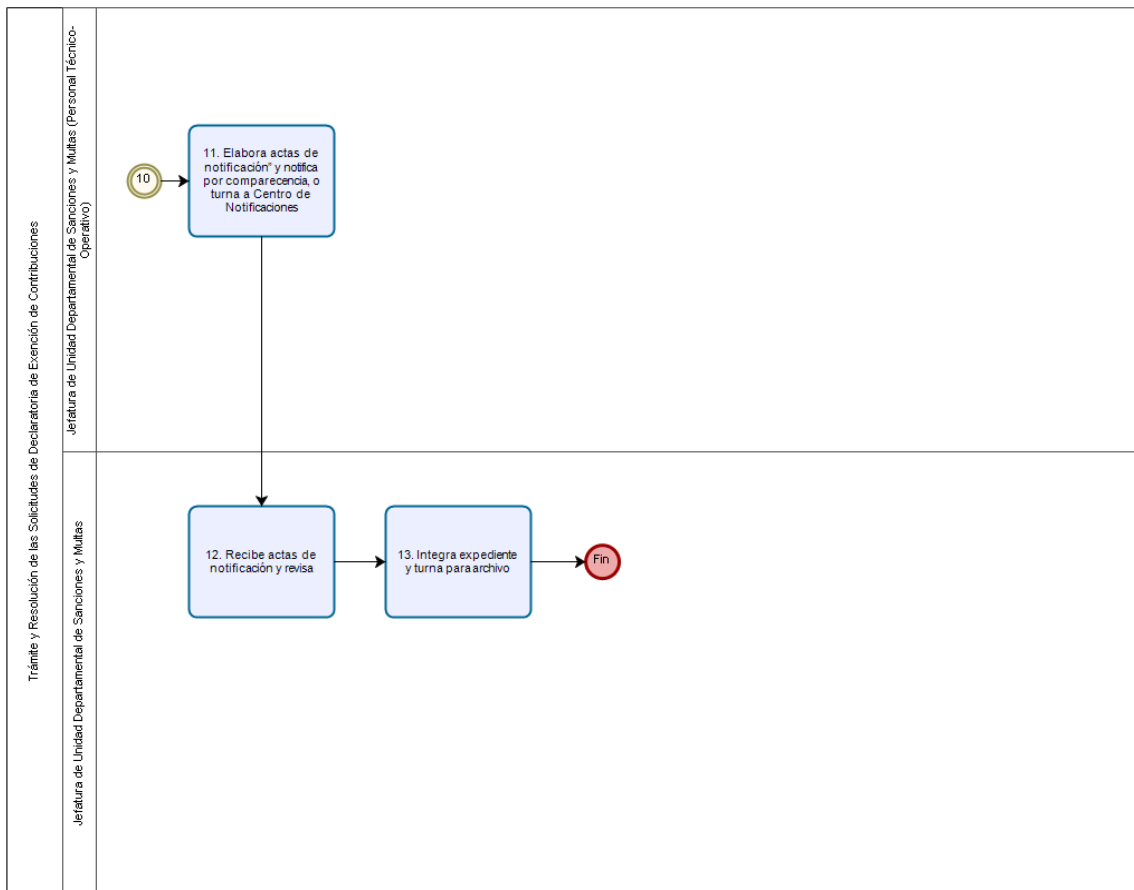 Trámite y Resolución de las Solicitudes de Declaratoria de Exención de Contribuciones
Jefatura de Unidad Departamental de Sanciones y Multas (Personal Técnico-
Operativo)
10
11. Elabora actas de
notificación" y notifica
por comparecencia, o
turna a Centro de
Notificaciones
Jefatura de Unidad Departamental de Sanciones y Multas
12. Recibe actas de
notificación y revisa
13. Integra expediente
y turna para archivo
Fin